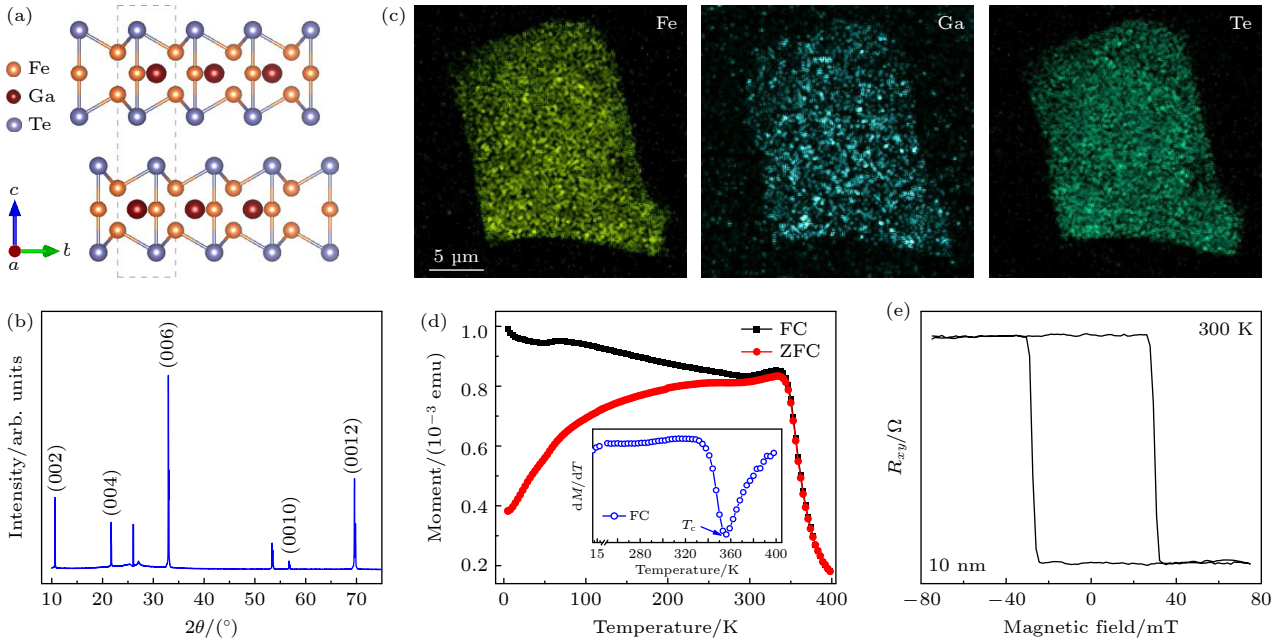 (a)
Fe
Ga
Te
c
a
b
(c)
Fe
5 μm
Ga
Te
(b)
Intensity/arb. units
(002)
(004)
(006)
(0010)
(0012)
10 20 30 40 50 60 70
2θ/(°)
(d)
Moment/(10⁻³ emu)
1.0
0.8
0.6
0.4
0.2
FC
ZFC
dM/dT
FC
Tc
15 280 320 360 400
Temperature/K
0 100 200 300 400
Temperature/K
(e)
300 K
Rxy/Ω
10 nm
−80 −40 0 40 80
Magnetic field/mT